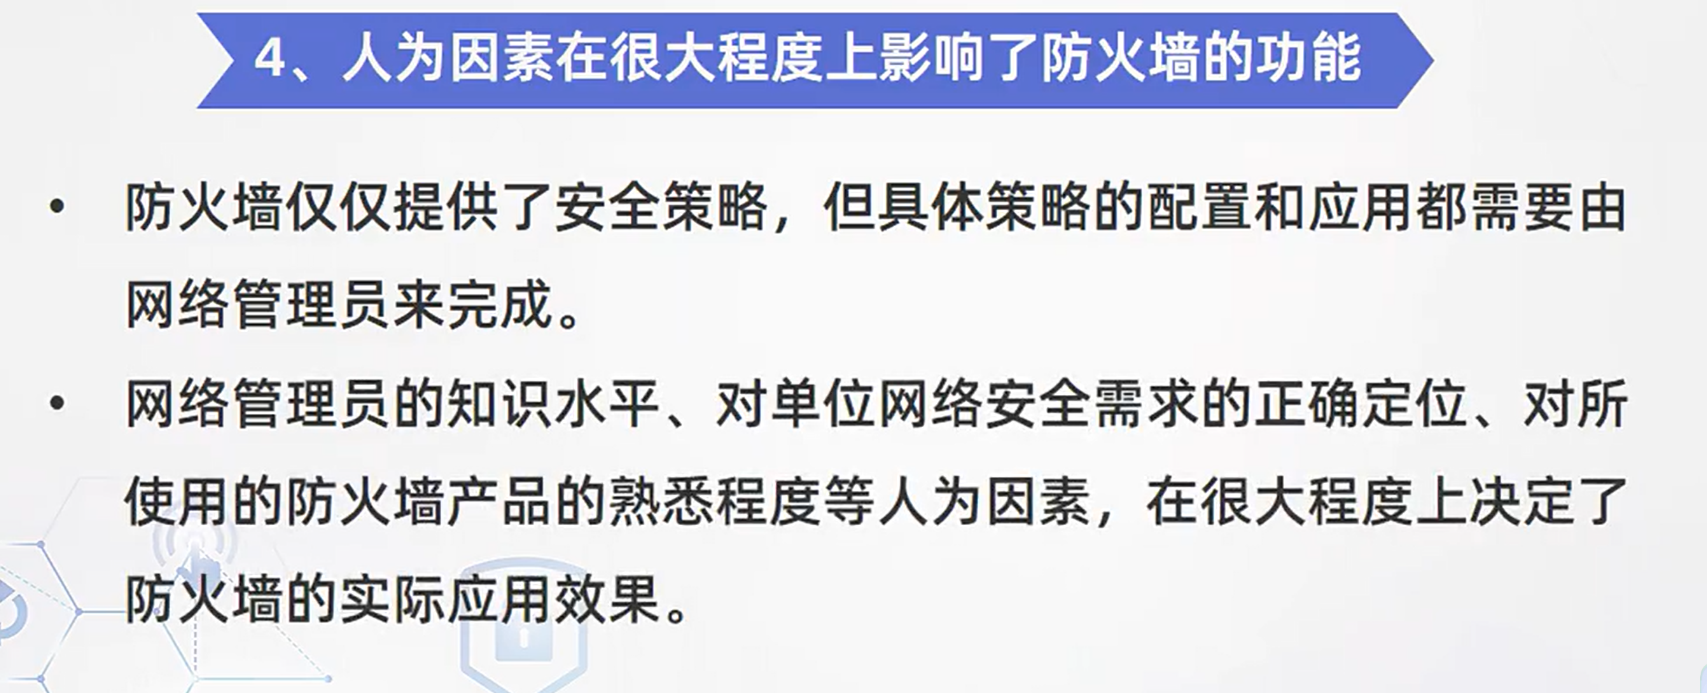 4、人为因素在很大程度上影响了防火墙的功能
• 防火墙仅仅提供了安全策略，但具体策略的配置和应用都需要由
网络管理员来完成。
• 网络管理员的知识水平、对单位网络安全需求的正确定位、对所
使用的防火墙产品的熟悉程度等人为因素，在很大程度上决定了
防火墙的实际应用效果。